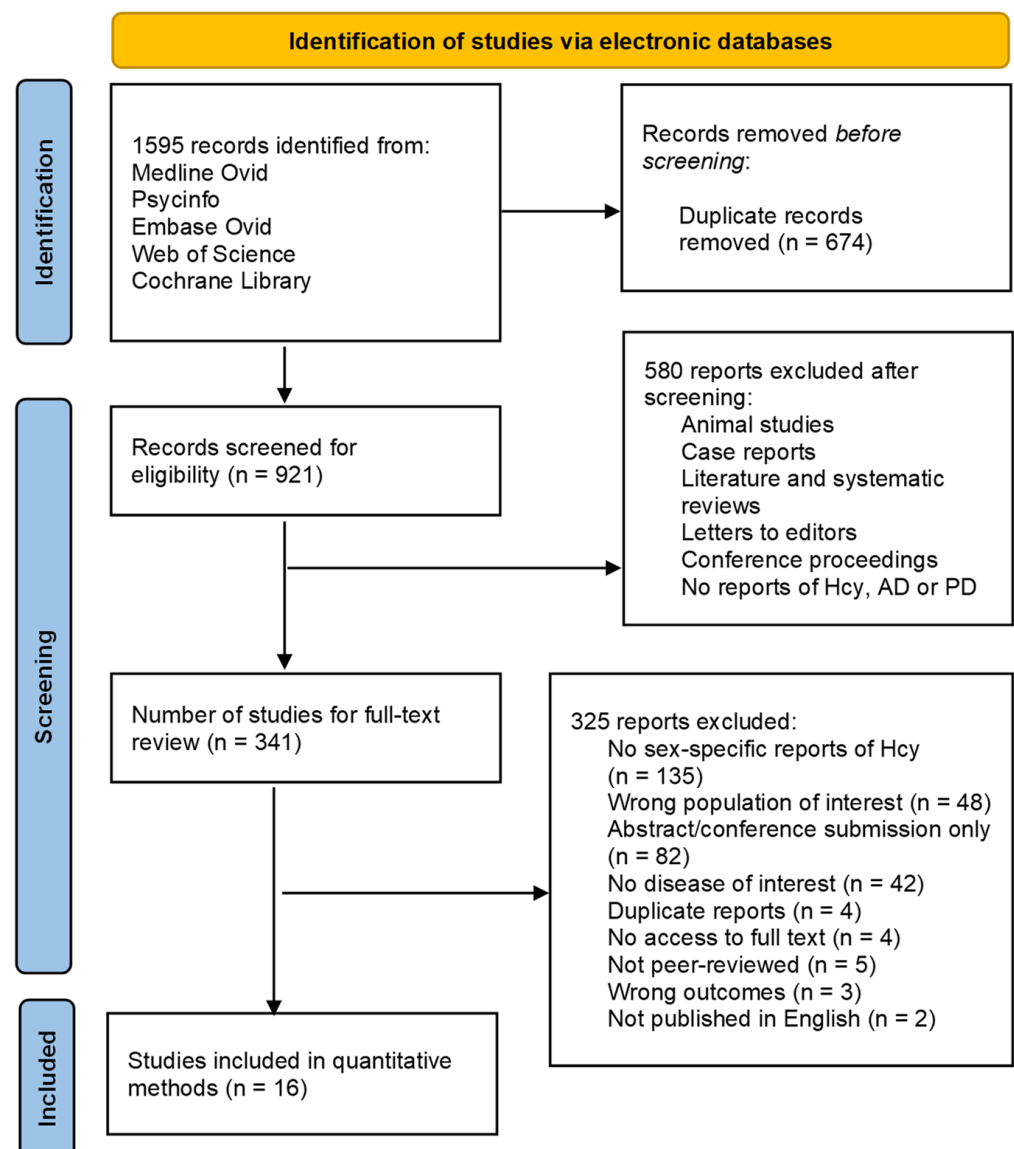 Identification of studies via electronic databases
Identification
1595 records identified from:
Medline Ovid
Psycinfo
Embase Ovid
Web of Science
Cochrane Library
Records removed before
screening:
Duplicate records
removed (n = 674)
Screening
Records screened for
eligibility (n = 921)
580 reports excluded after
screening:
Animal studies
Case reports
Literature and systematic
reviews
Letters to editors
Conference proceedings
No reports of Hcy, AD or PD
Number of studies for full-text
review (n = 341)
325 reports excluded:
No sex-specific reports of Hcy
(n = 135)
Wrong population of interest (n = 48)
Abstract/conference submission only
(n = 82)
No disease of interest (n = 42)
Duplicate reports (n = 4)
No access to full text (n = 4)
Not peer-reviewed (n = 5)
Wrong outcomes (n = 3)
Not published in English (n = 2)
Included
Studies included in quantitative
methods (n = 16)